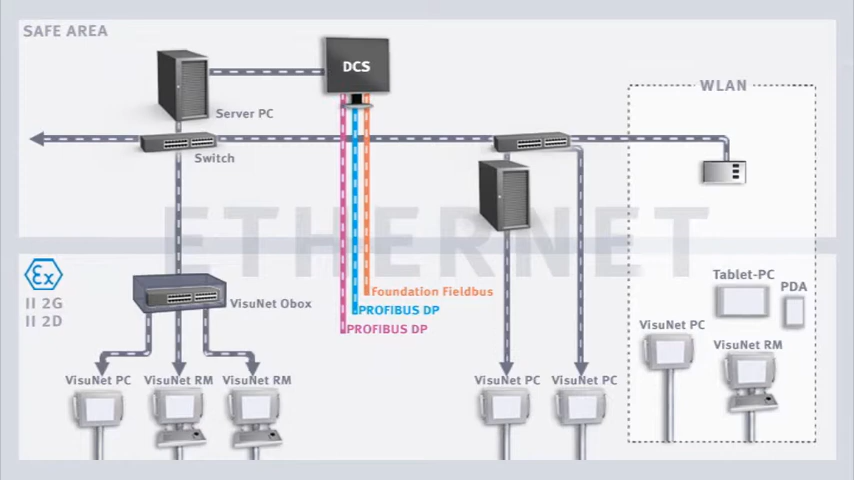 SAFE AREA
DCS
WLAN
Server PC
Switch
ETHERNET
Ex
II 2G
II 2D
VisuNet Obox
Foundation Fieldbus
PROFIBUS DP
PROFIBUS DP
Tablet-PC
PDA
VisuNet PC
VisuNet RM
VisuNet PC
VisuNet RM
VisuNet RM
VisuNet PC
VisuNet PC